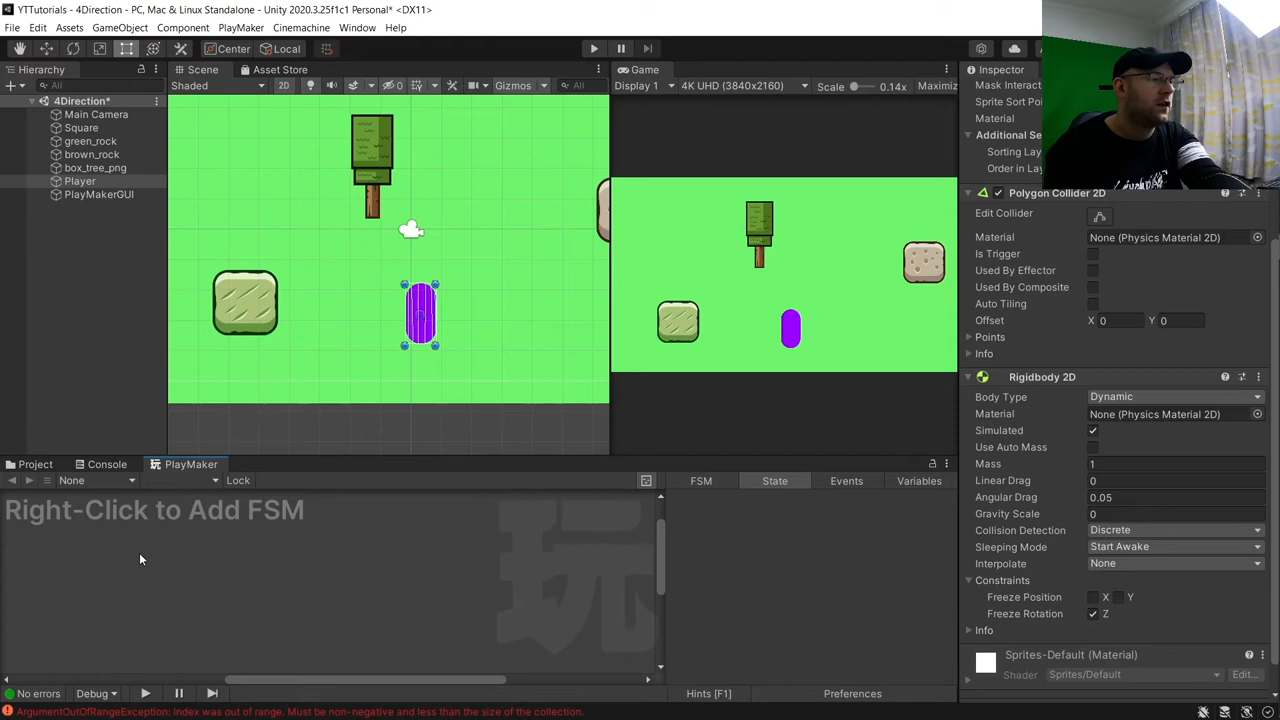 YTTutorials - 4Direction - PC, Mac & Linux Standalone - Unity 2020.3.25f1c1 Personal* <DX11>
File Edit Assets GameObject Component PlayMaker Cinemachine Window Help
Center Local
Hierarchy Scene Asset Store Game Inspector
All Shaded 2D 0 Gizmos All Display 1 4K UHD (3840x2160) Scale 0.14x Maximiz
Mask Interac
4Direction*
Sprite Sort Po
Main Camera
Material
Square
Additional Se
green_rock
Sorting Lay
brown_rock
Order in Lay
box_tree_png
Player
PlayMakerGUI
Polygon Collider 2D
Edit Collider
Material None (Physics Material 2D)
Is Trigger
Used By Effector
Used By Composite
Auto Tiling
Offset X 0 Y 0
Points
Info
Rigidbody 2D
Body Type Dynamic
Material None (Physics Material 2D)
Simulated
Use Auto Mass
Mass 1
Linear Drag 0
Angular Drag 0.05
Gravity Scale 0
Collision Detection Discrete
Sleeping Mode Start Awake
Interpolate None
Constraints
Freeze Position X Y
Freeze Rotation Z
Info
Sprites-Default (Material)
Shader Sprites/Default Edit...
Project Console PlayMaker
None Lock FSM State Events Variables
Right-Click to Add FSM
玩
No errors Debug Hints [F1] Preferences
ArgumentOutOfRangeException: Index was out of range. Must be non-negative and less than the size of the collection.